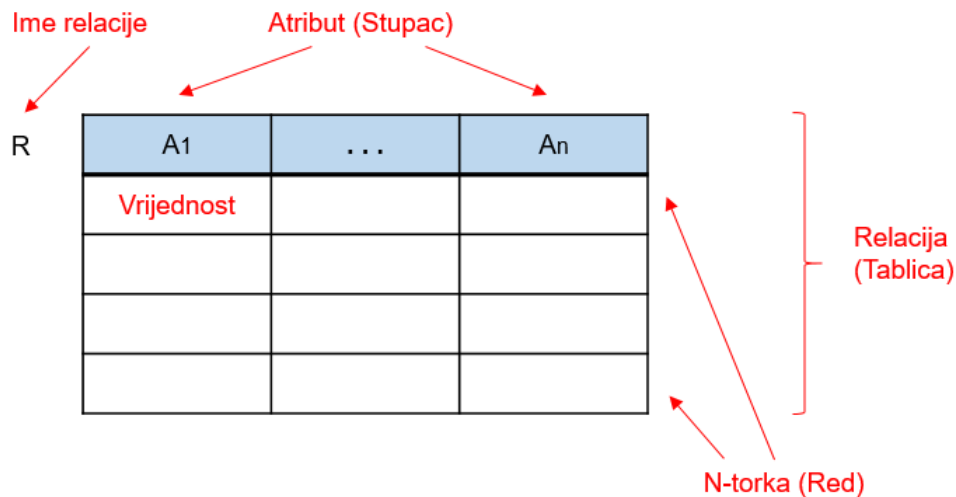 Ime relacije
Atribut (Stupac)
R
A1
...
An
Vrijednost
Relacija
(Tablica)
N-torka (Red)